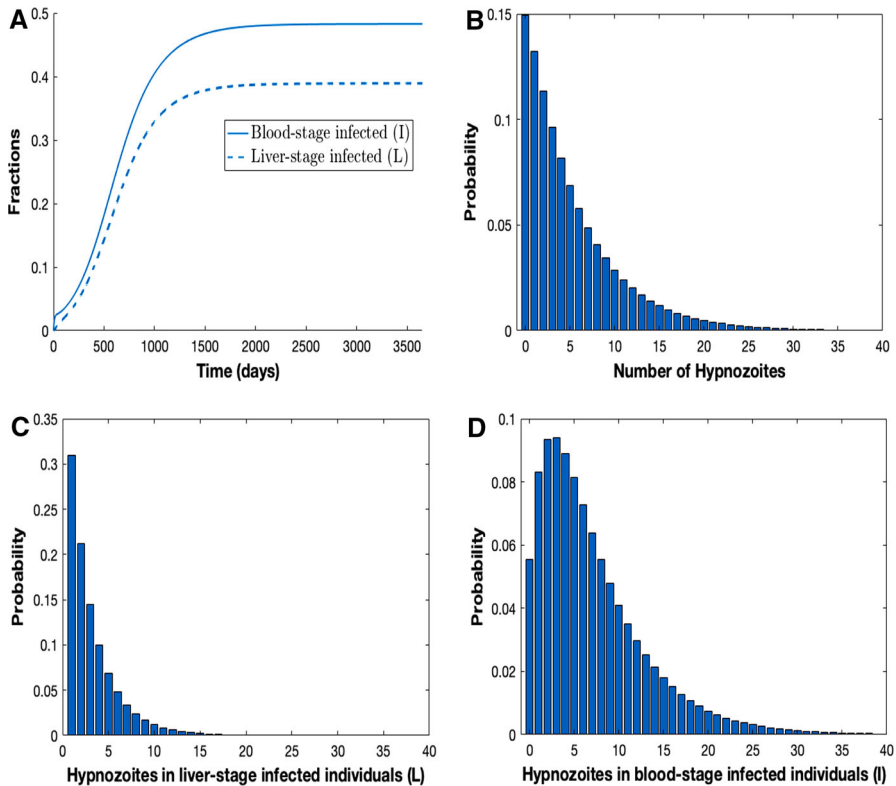 A
0.5
0.4
0.3
0.2
0.1
0
Fractions
Blood-stage infected (I)
Liver-stage infected (L)
0 500 1000 1500 2000 2500 3000 3500
Time (days)
B
0.15
0.1
0.05
0
Probability
0 5 10 15 20 25 30 35 40
Number of Hypnozoites
C
0.35
0.3
0.25
0.2
0.15
0.1
0.05
0
Probability
0 5 10 15 20 25 30 35 40
Hypnozoites in liver-stage infected individuals (L)
D
0.1
0.08
0.06
0.04
0.02
0
Probability
0 5 10 15 20 25 30 35 40
Hypnozoites in blood-stage infected individuals (I)